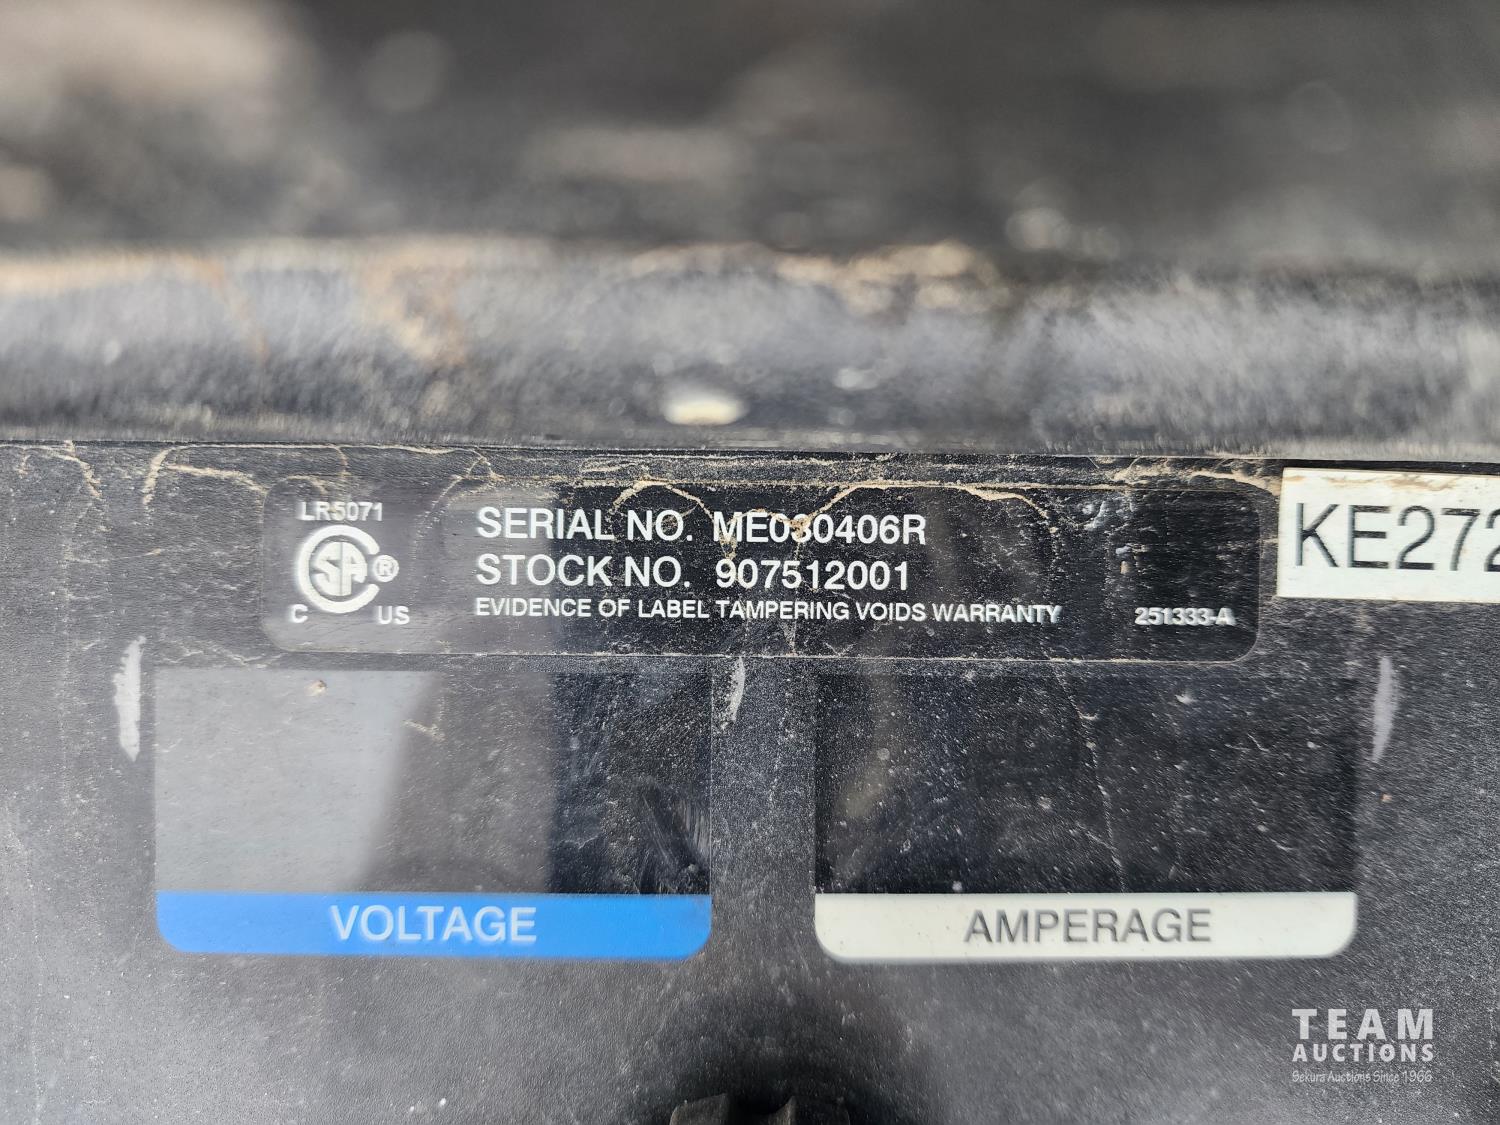 LR5071
SA ®
C US
SERIAL NO. ME030406R
STOCK NO. 907512001
EVIDENCE OF LABEL TAMPERING VOIDS WARRANTY
251333-A
KE272
VOLTAGE
AMPERAGE
TEAM
AUCTIONS
Sekura Auctions Since 1966